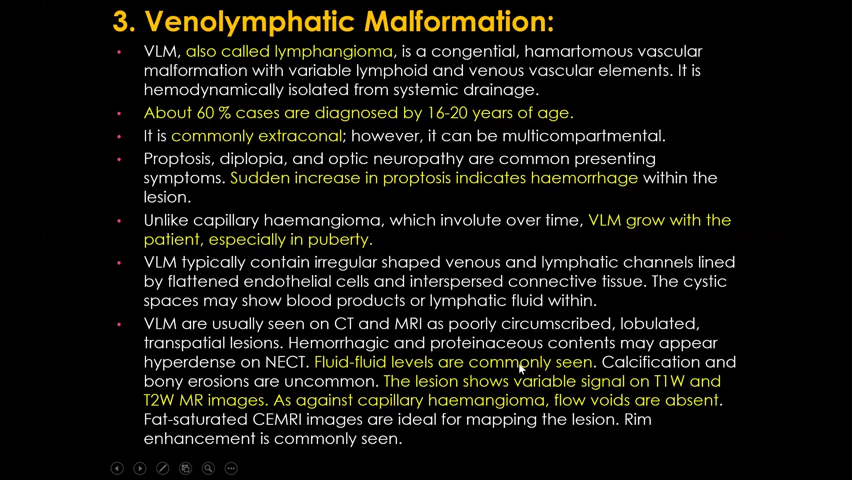 3. Venolymphatic Malformation:
• VLM, also called lymphangioma, is a congential, hamartomous vascular
malformation with variable lymphoid and venous vascular elements. It is
hemodynamically isolated from systemic drainage.
• About 60 % cases are diagnosed by 16-20 years of age.
• It is commonly extraconal; however, it can be multicompartmental.
• Proptosis, diplopia, and optic neuropathy are common presenting
symptoms. Sudden increase in proptosis indicates haemorrhage within the
lesion.
• Unlike capillary haemangioma, which involute over time, VLM grow with the
patient, especially in puberty.
• VLM typically contain irregular shaped venous and lymphatic channels lined
by flattened endothelial cells and interspersed connective tissue. The cystic
spaces may show blood products or lymphatic fluid within.
• VLM are usually seen on CT and MRI as poorly circumscribed, lobulated,
transpatial lesions. Hemorrhagic and proteinaceous contents may appear
hyperdense on NECT. Fluid-fluid levels are commonly seen. Calcification and
bony erosions are uncommon. The lesion shows variable signal on T1W and
T2W MR images. As against capillary haemangioma, flow voids are absent.
Fat-saturated CEMRI images are ideal for mapping the lesion. Rim
enhancement is commonly seen.